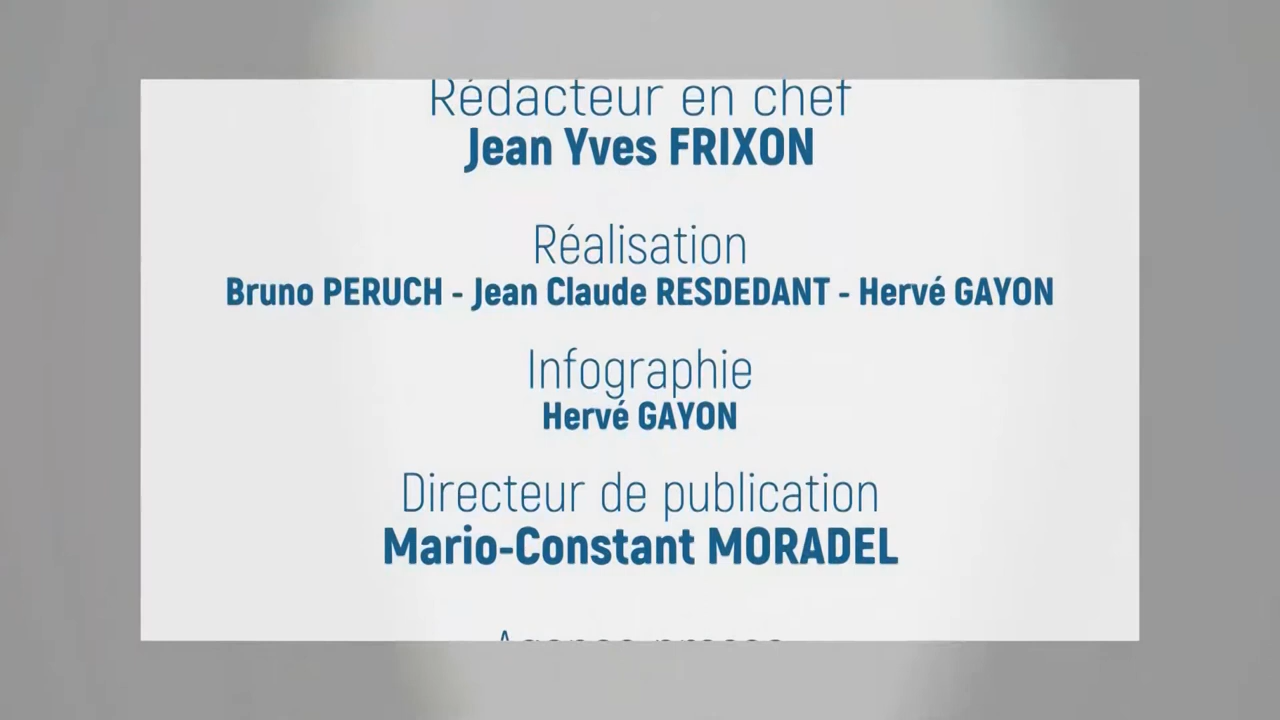 Rédacteur en chef
Jean Yves FRIXON
Réalisation
Bruno PERUCH - Jean Claude RESDEDANT - Hervé GAYON
Infographie
Hervé GAYON
Directeur de publication
Mario-Constant MORADEL